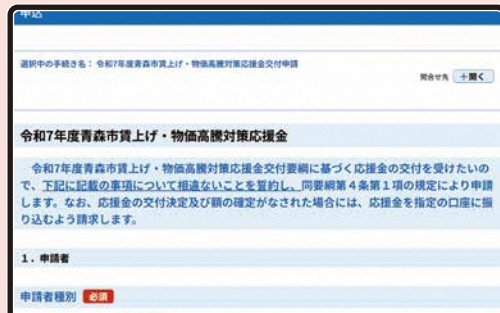 申込
選択中の手続き名： 令和7年度青森市賃上げ・物価高騰対策応援金交付申請
問合せ先 ＋開く
令和7年度青森市賃上げ・物価高騰対策応援金
令和7年度青森市賃上げ・物価高騰対策応援金交付要綱に基づく応援金の交付を受けたいの
で、下記に記載の事項について相違ないことを誓約し、同要綱第４条第１項の規定により申請
します。なお、応援金の交付決定及び額の確定がなされた場合には、応援金を指定の口座に振
り込むよう請求します。
１．申請者
申請者種別 必須